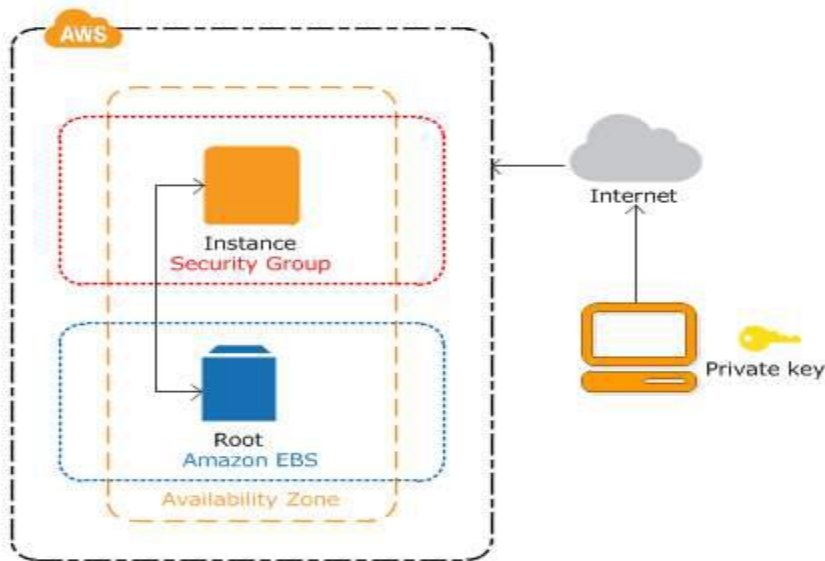 AWS
Instance
Security Group
Root
Amazon EBS
Availability Zone
Internet
Private key